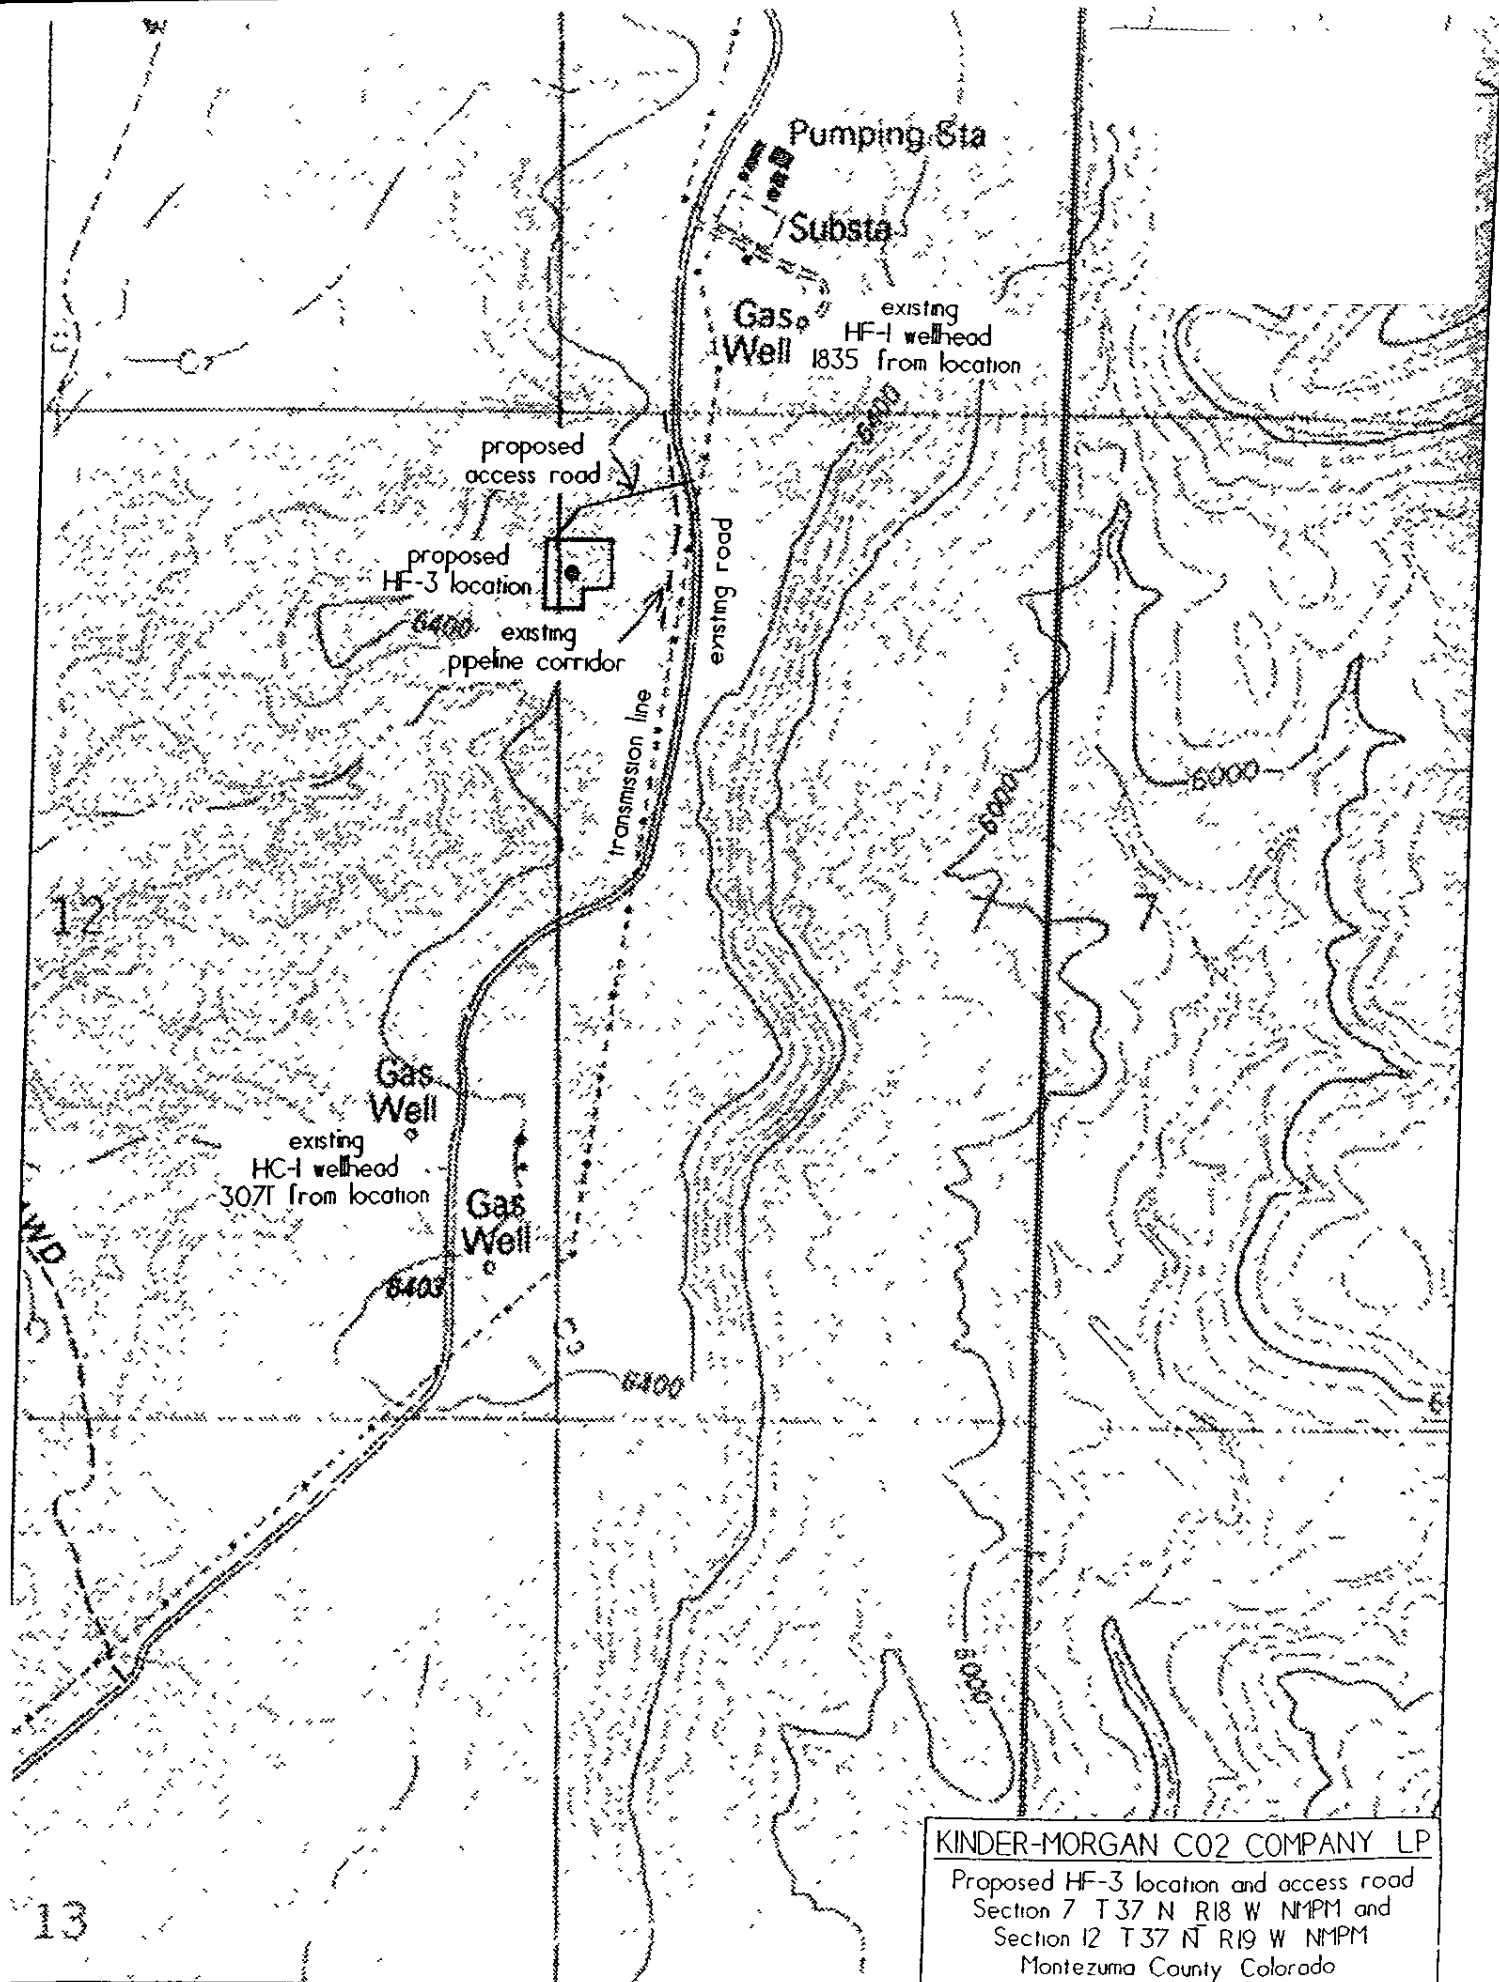 Pumping Sta
Substa
Gas
Well
existing
HF-1 wellhead
1835 from location
6400
proposed
access road
proposed
HF-3 location
6400
existing
pipeline corridor
existing road
transmission line
6000
6000
12
7
7
Gas
Well
existing
HC-1 wellhead
3071' from location
Gas
Well
6403
6400
6000
13
KINDER-MORGAN CO2 COMPANY LP
Proposed HF-3 location and access road
Section 7 T 37 N R18 W NMPM and
Section 12 T 37 N R19 W NMPM
Montezuma County Colorado